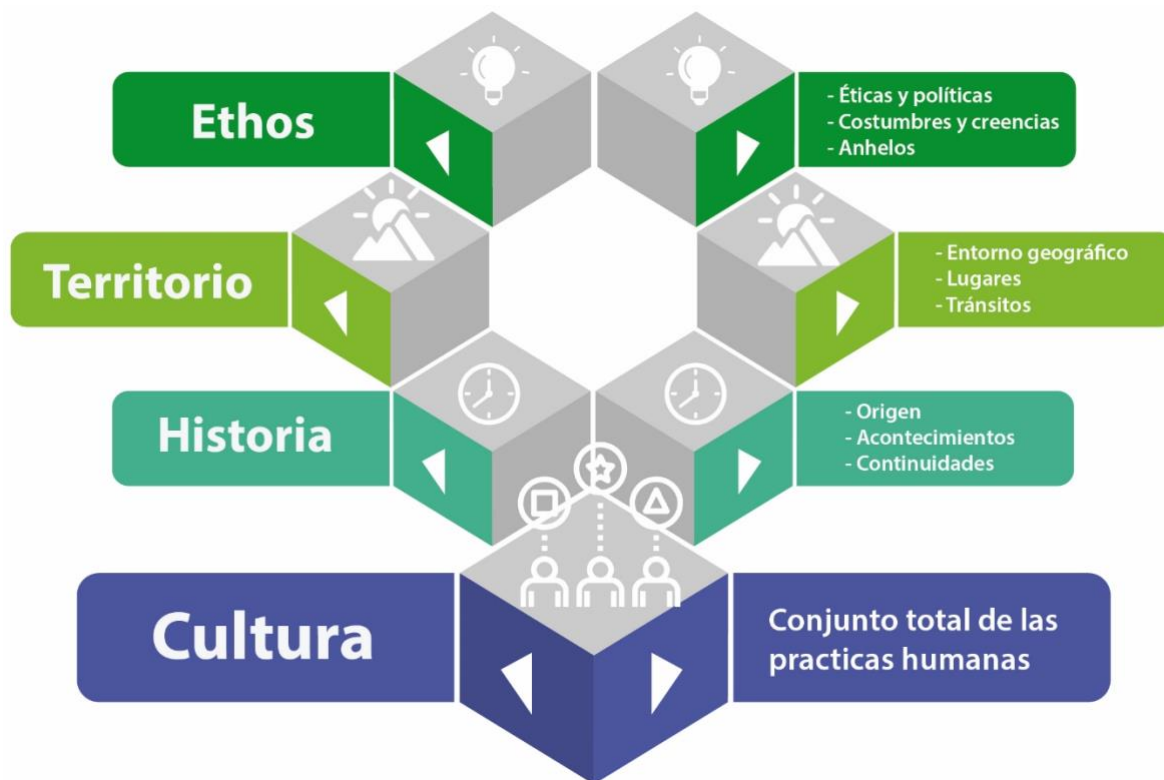 Ethos
- Éticas y políticas
- Costumbres y creencias
- Anhelos
Territorio
- Entorno geográfico
- Lugares
- Tránsitos
Historia
- Origen
- Acontecimientos
- Continuidades
Cultura
Conjunto total de las
practicas humanas